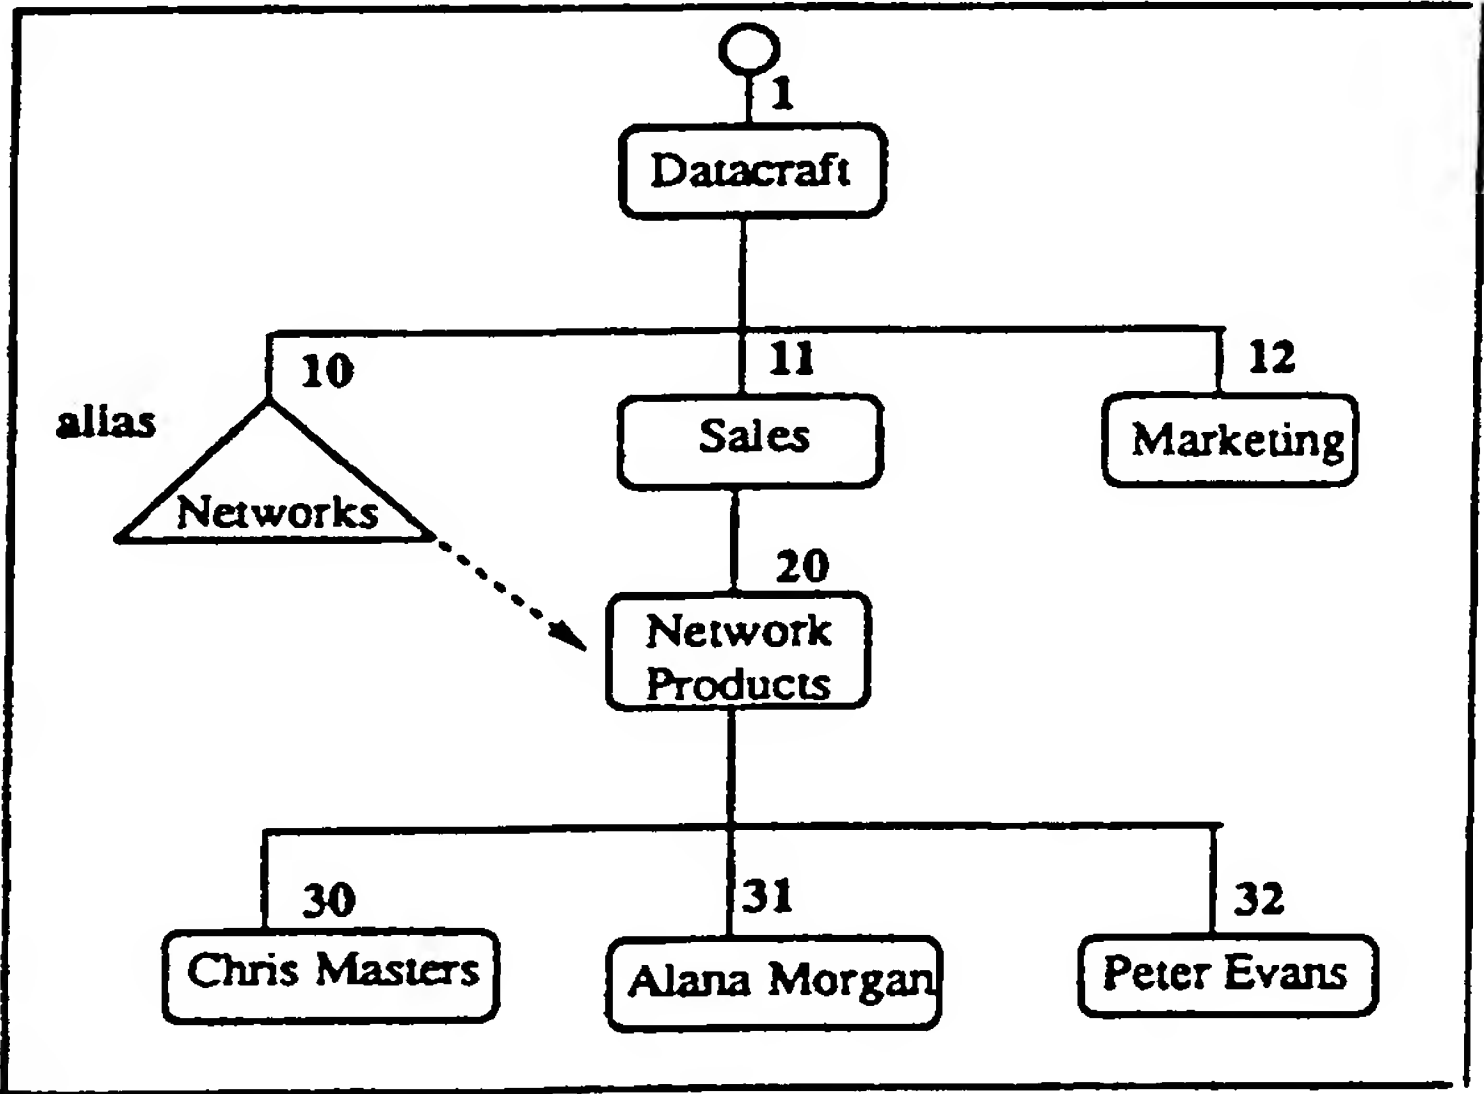 1
Datacraft
10
11
12
alias
Networks
Sales
Marketing
20
Network
Products
30
31
32
Chris Masters
Alana Morgan
Peter Evans